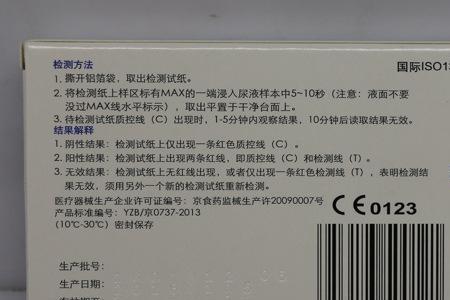 检测方法
国际ISO13
1. 撕开铝箔袋，取出检测试纸。
2. 将检测纸上样区标有MAX的一端浸入尿液样本中5~10秒（注意：液面不要
没过MAX线水平标示），取出平置于干净台面上。
3. 待检测试纸质控线（C）出现时，1-5分钟内观察结果，10分钟后读取结果无效。
结果解释
1. 阴性结果：检测试纸上仅出现一条红色质控线（C）。
2. 阳性结果：检测试纸上出现两条红线，即质控线（C）和检测线（T）。
3. 无效结果：检测试纸上无红线出现，或者仅出现一条红色检测线（T），表明检测结
果无效，须用另外一个新的检测试纸重新检测。
医疗器械生产企业许可证编号：京食药监械生产许20090007号
产品标准编号：YZB/京0737-2013
CE0123
(10℃-30℃) 密封保存
生产批号：
生产日期：